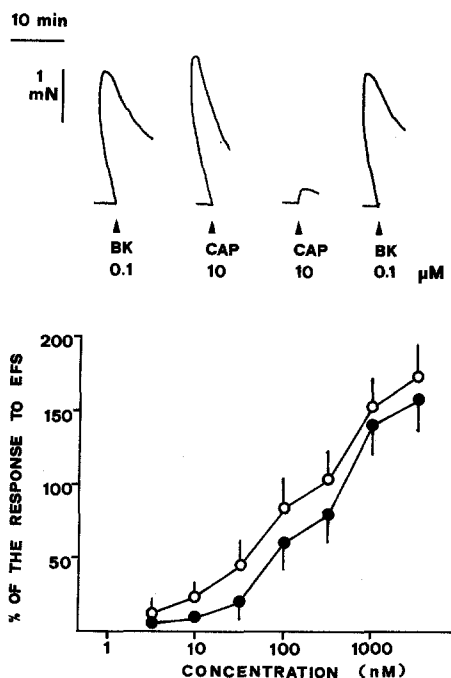 10 min
1
mN
BK CAP CAP BK
0.1 10 10 0.1 μM
200
150
100
50
% OF THE RESPONSE TO EFS
1 10 100 1000
CONCENTRATION (nM)